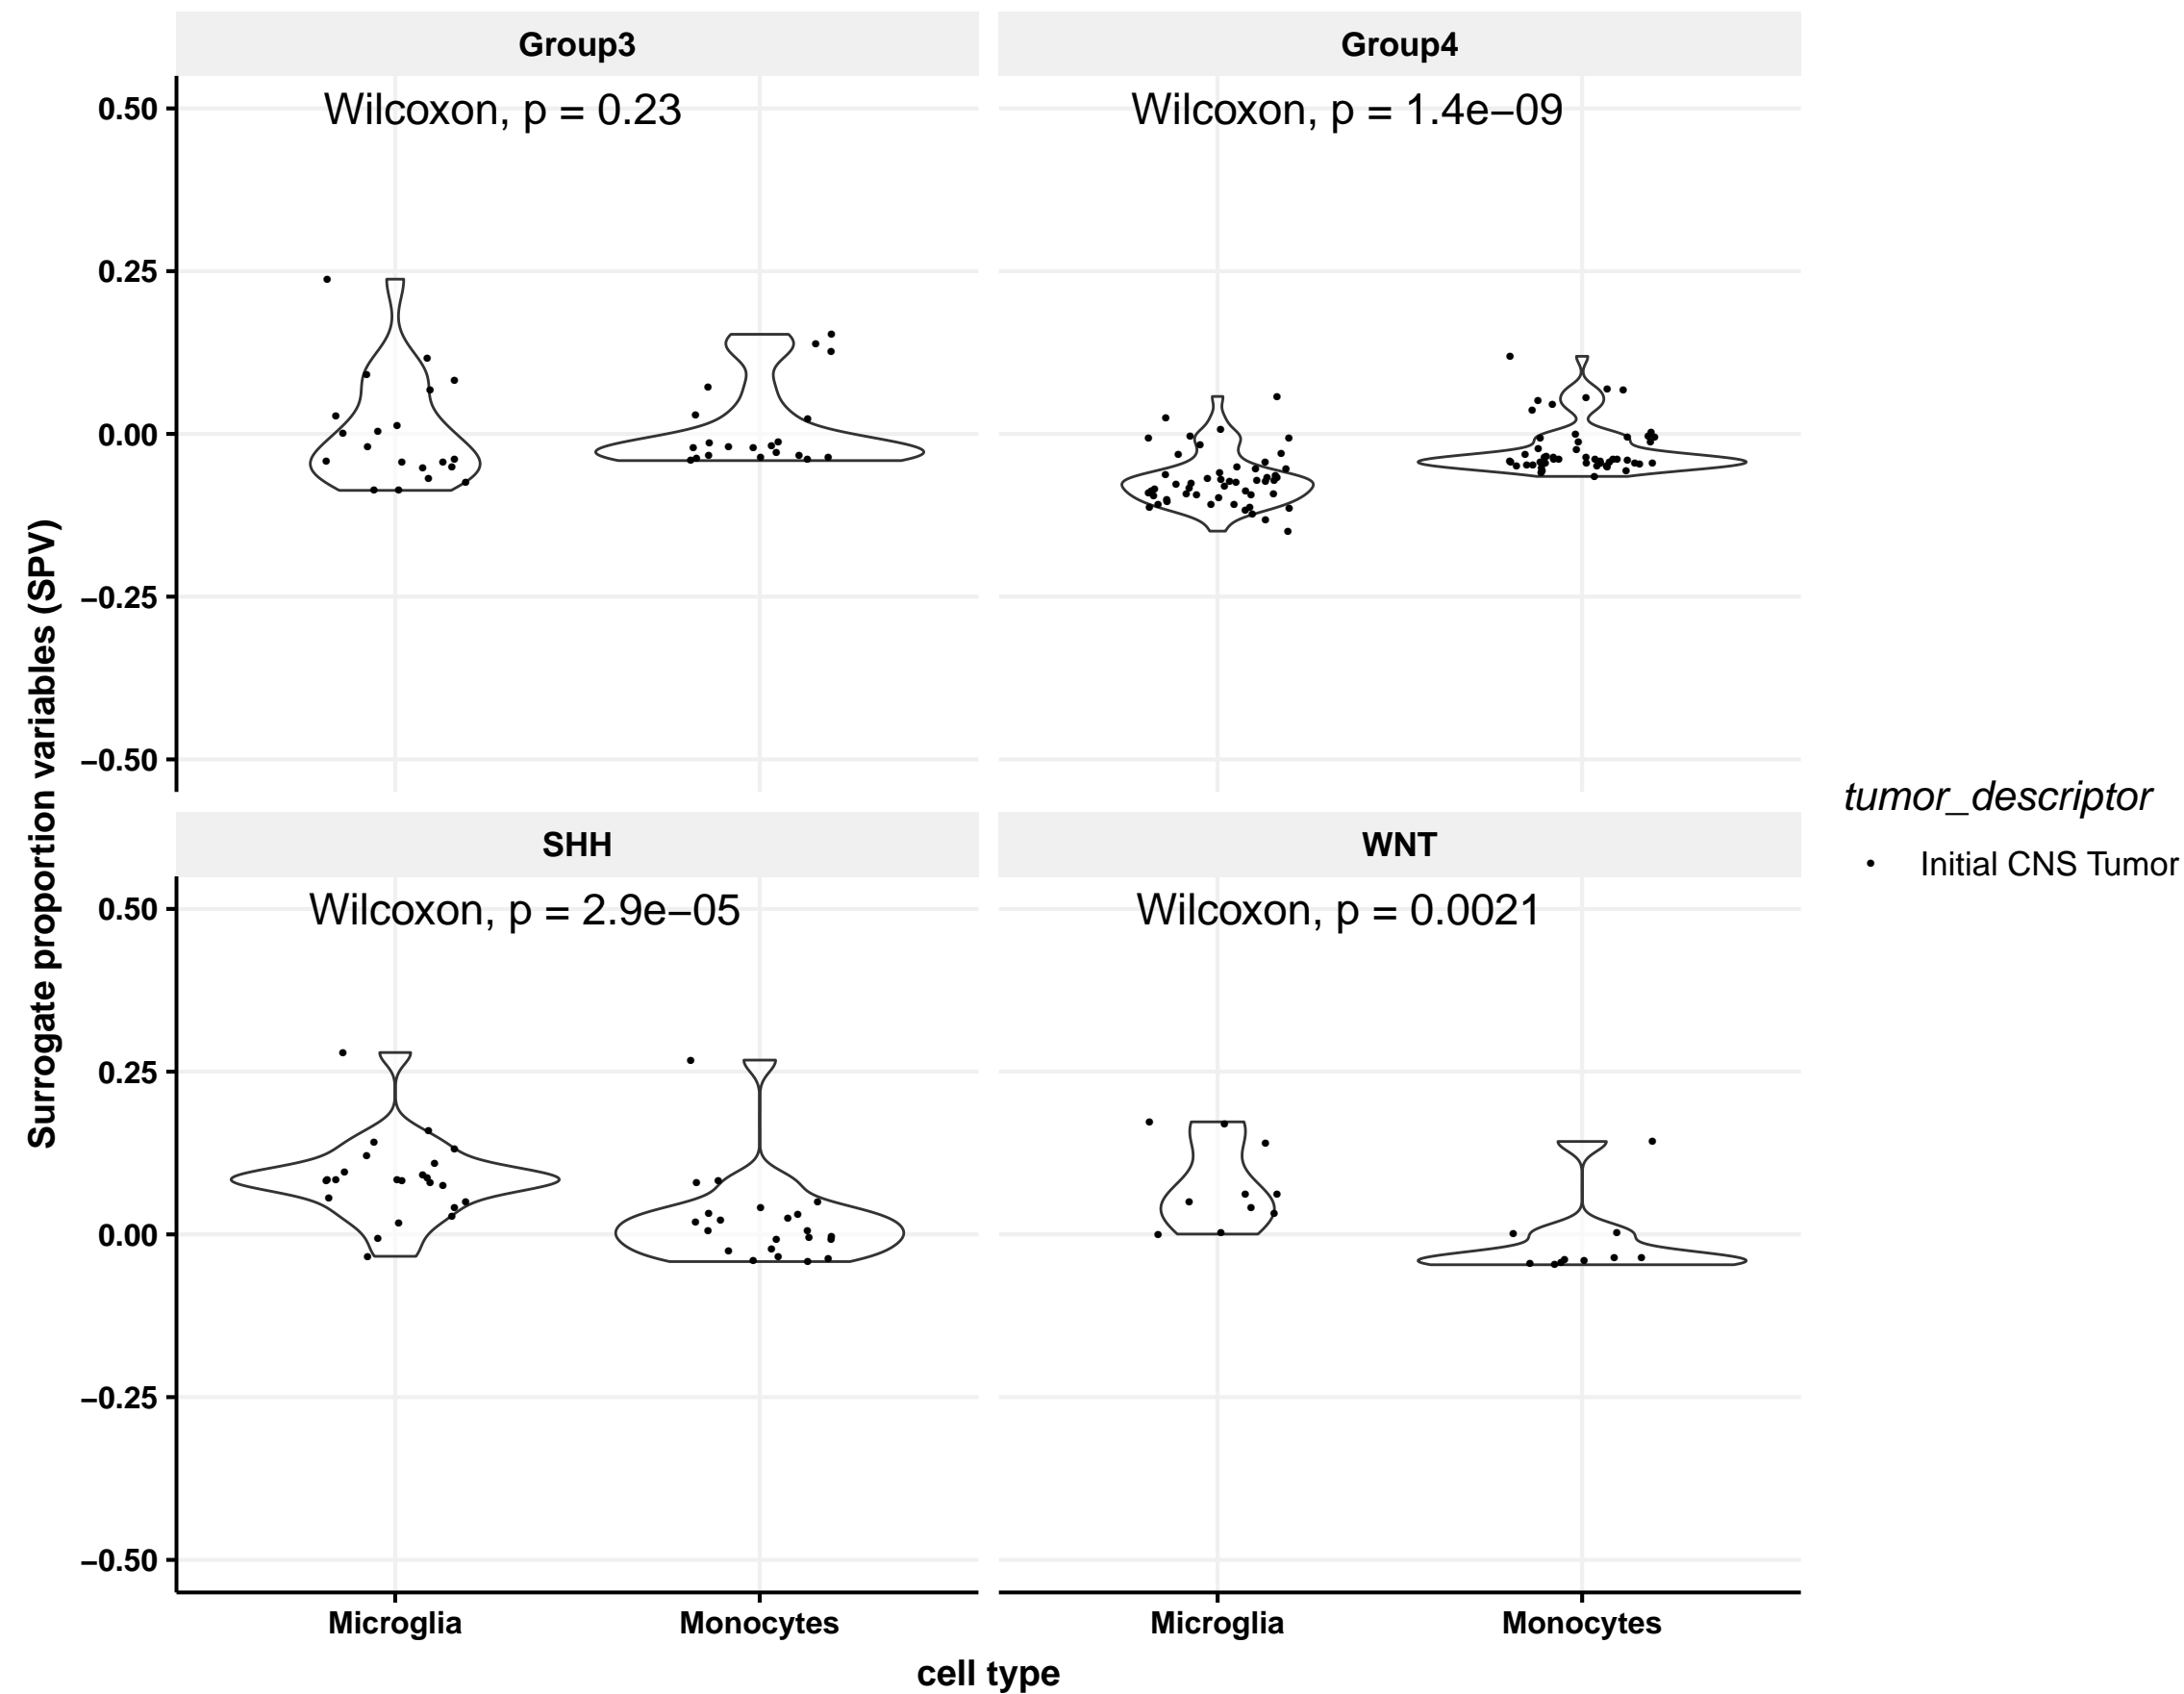 Group3
Group4
Wilcoxon, p = 0.23
Wilcoxon, p = 1.4e−09
0.50
0.25
0.00
−0.25
−0.50
SHH
WNT
Wilcoxon, p = 2.9e−05
Wilcoxon, p = 0.0021
0.50
0.25
0.00
−0.25
−0.50
Microglia
Monocytes
Microglia
Monocytes
cell type
Surrogate proportion variables (SPV)
tumor_descriptor
Initial CNS Tumor